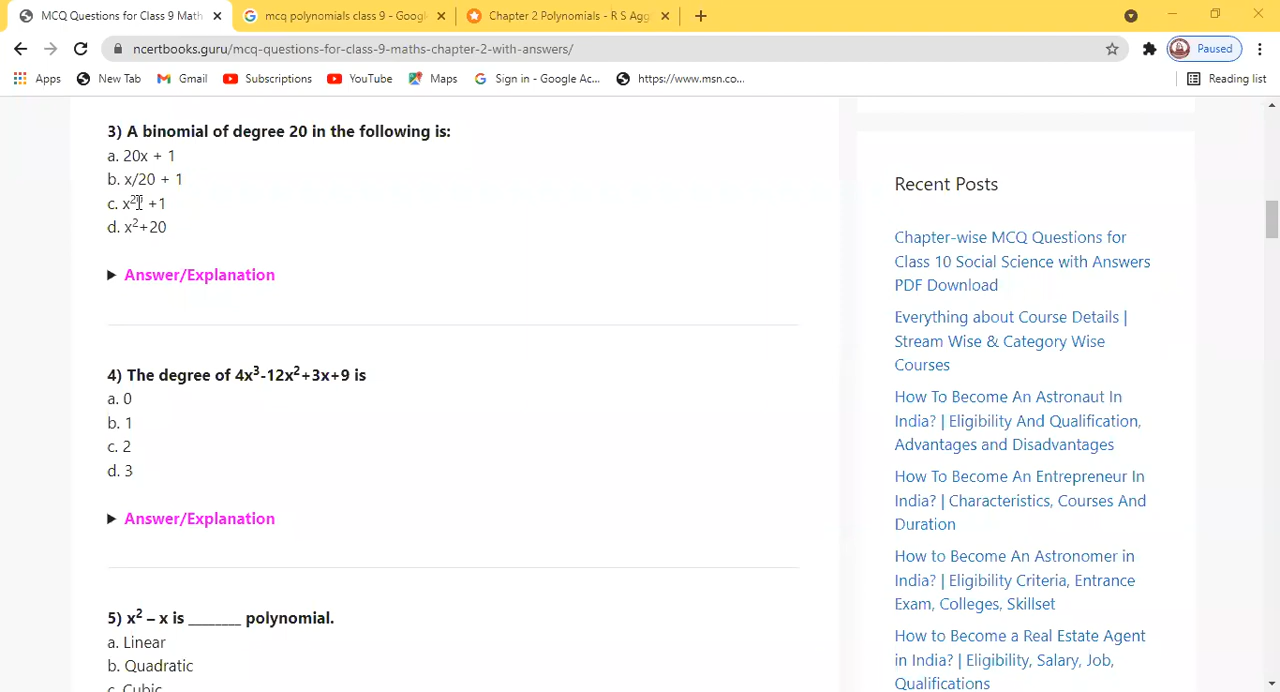 MCQ Questions for Class 9 Math
mcq polynomials class 9 - Googl
Chapter 2 Polynomials - R S Agg
ncertbooks.guru/mcq-questions-for-class-9-maths-chapter-2-with-answers/
Paused
Apps
New Tab
Gmail
Subscriptions
YouTube
Maps
Sign in - Google Ac...
https://www.msn.co...
Reading list
3) A binomial of degree 20 in the following is:
a. 20x + 1
b. x/20 + 1
c. x²⁰ +1
d. x²+20
▶ Answer/Explanation
4) The degree of 4x³-12x²+3x+9 is
a. 0
b. 1
c. 2
d. 3
▶ Answer/Explanation
5) x² – x is ________ polynomial.
a. Linear
b. Quadratic
c. Cubic
Recent Posts
Chapter-wise MCQ Questions for
Class 10 Social Science with Answers
PDF Download
Everything about Course Details |
Stream Wise & Category Wise
Courses
How To Become An Astronaut In
India? | Eligibility And Qualification,
Advantages and Disadvantages
How To Become An Entrepreneur In
India? | Characteristics, Courses And
Duration
How to Become An Astronomer in
India? | Eligibility Criteria, Entrance
Exam, Colleges, Skillset
How to Become a Real Estate Agent
in India? | Eligibility, Salary, Job,
Qualifications